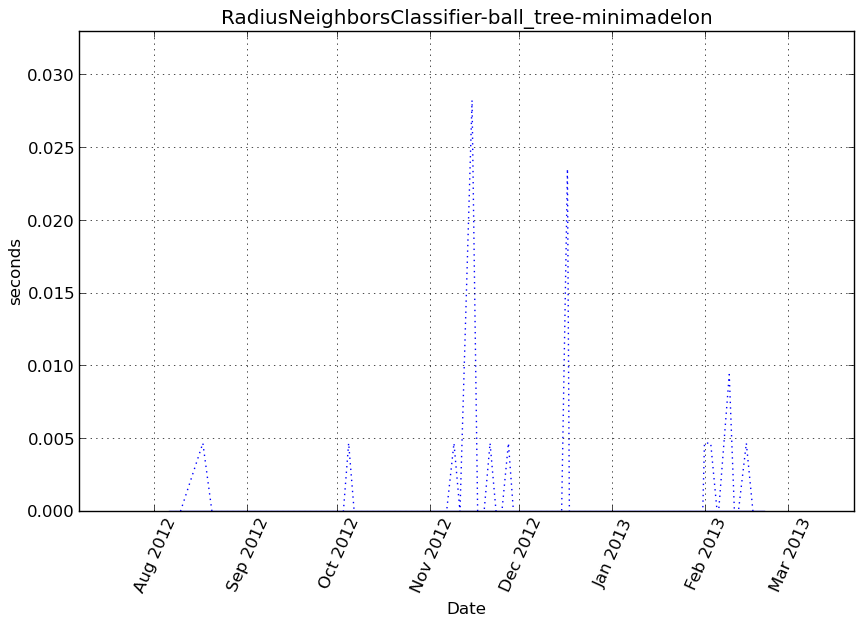 RadiusNeighborsClassifier-ball_tree-minimadelon
0.030
0.025
0.020
0.015
0.010
0.005
0.000
seconds
Aug 2012
Sep 2012
Oct 2012
Nov 2012
Dec 2012
Jan 2013
Feb 2013
Mar 2013
Date